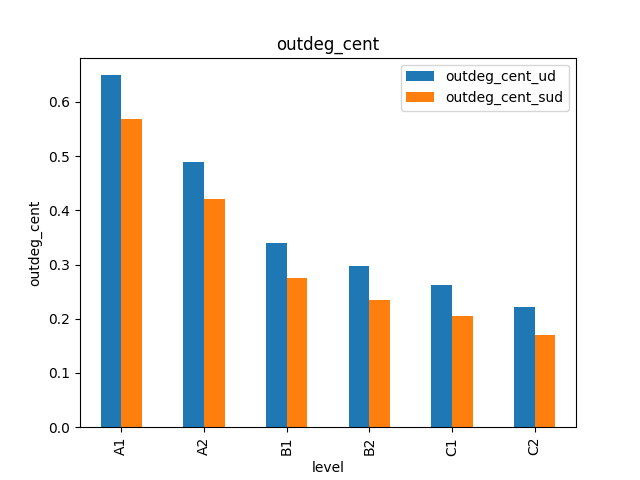 outdeg_cent
outdeg_cent_ud
outdeg_cent_sud
outdeg_cent
0.6
0.5
0.4
0.3
0.2
0.1
0.0
A1 A2 B1 B2 C1 C2
level